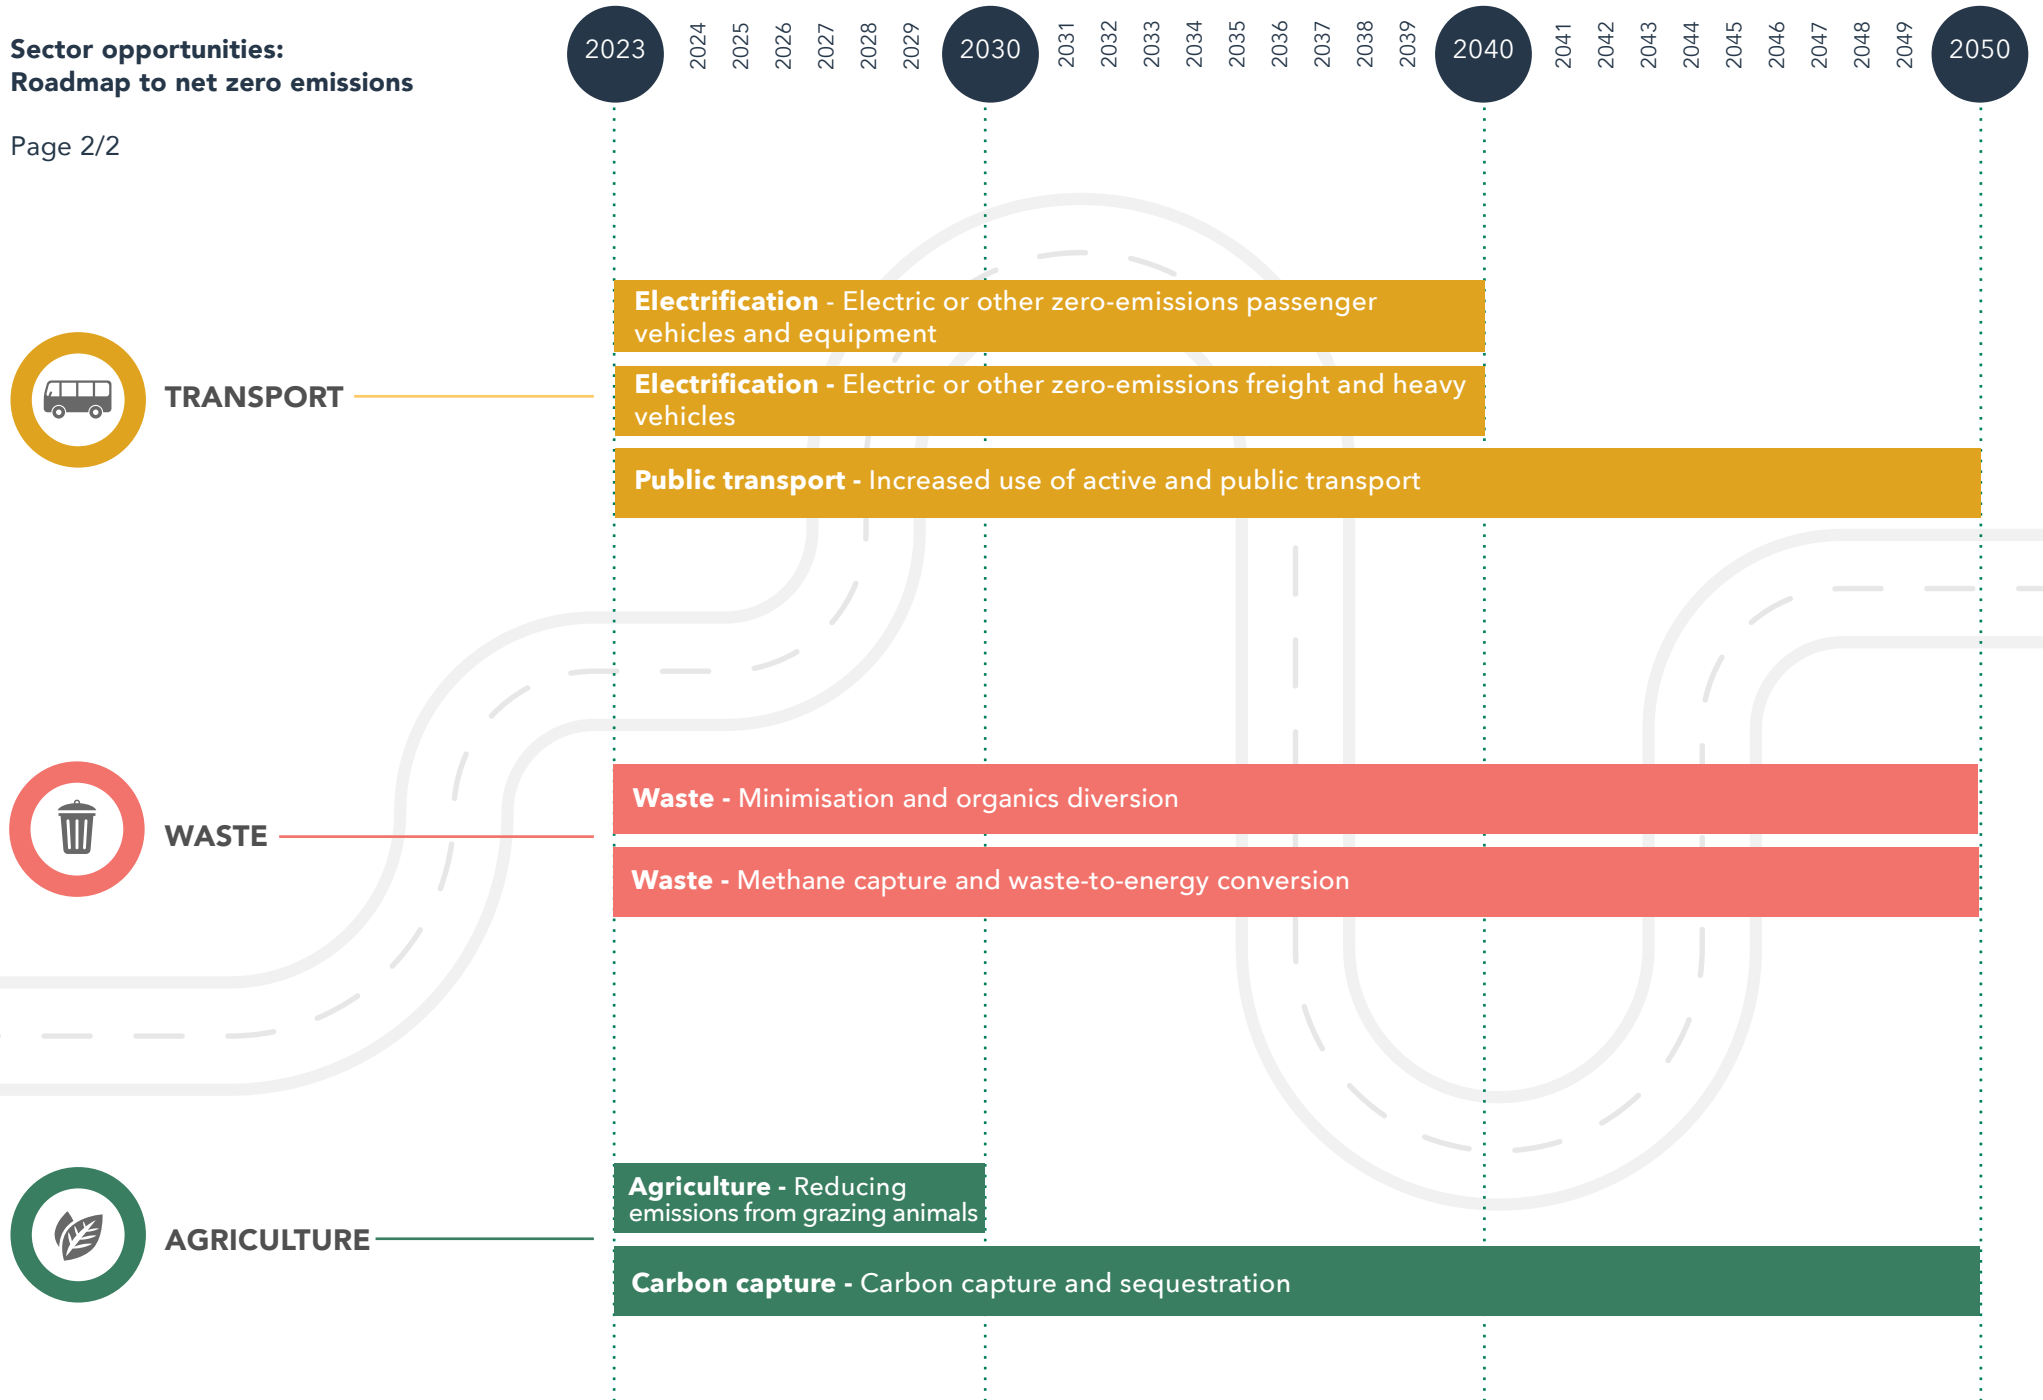 Sector opportunities:
Roadmap to net zero emissions
Page 2/2
2023
2024
2025
2026
2027
2028
2029
2030
2031
2032
2033
2034
2035
2036
2037
2038
2039
2040
2041
2042
2043
2044
2045
2046
2047
2048
2049
2050
TRANSPORT
Electrification - Electric or other zero-emissions passenger
vehicles and equipment
Electrification - Electric or other zero-emissions freight and heavy
vehicles
Public transport - Increased use of active and public transport
WASTE
Waste - Minimisation and organics diversion
Waste - Methane capture and waste-to-energy conversion
AGRICULTURE
Agriculture - Reducing
emissions from grazing animals
Carbon capture - Carbon capture and sequestration